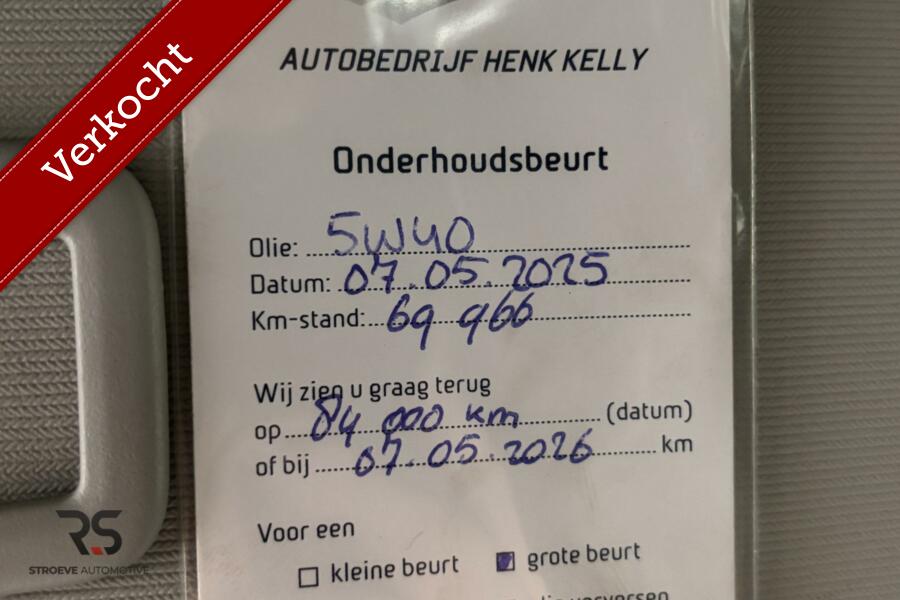 Verkocht
AUTOBEDRIJF HENK KELLY
Onderhoudsbeurt
Olie: 5W40
Datum: 07.05.2025
Km-stand: 69 966
Wij zien u graag terug
op 84 000 km (datum)
of bij 07.05.2026 km
Voor een
kleine beurt grote beurt
RS
STROEVE AUTOMOTIVE